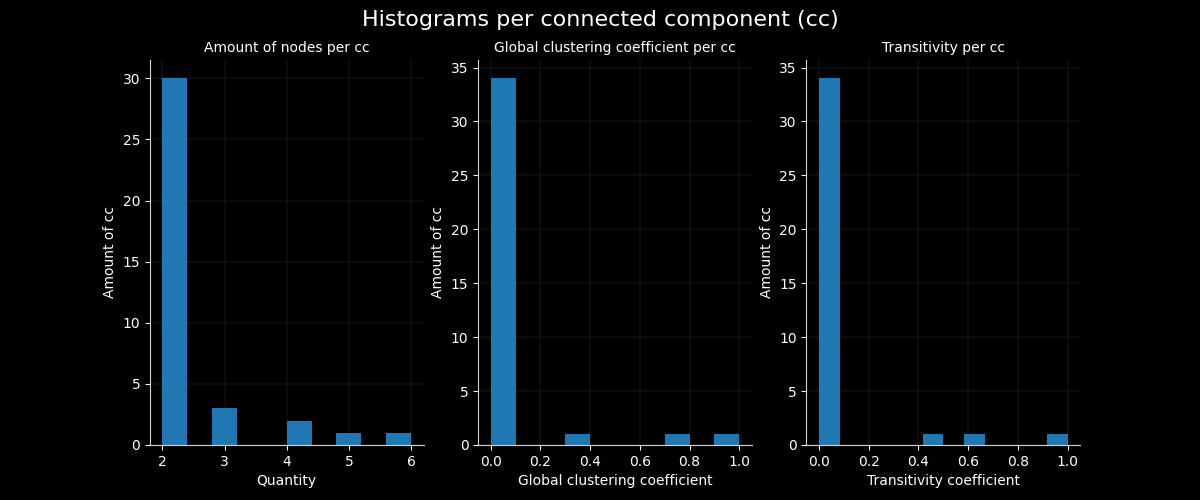 Histograms per connected component (cc)
Amount of nodes per cc
Amount of cc
30
25
20
15
10
5
0
2 3 4 5 6
Quantity
Global clustering coefficient per cc
Amount of cc
35
30
25
20
15
10
5
0
0.0 0.2 0.4 0.6 0.8 1.0
Global clustering coefficient
Transitivity per cc
Amount of cc
35
30
25
20
15
10
5
0
0.0 0.2 0.4 0.6 0.8 1.0
Transitivity coefficient